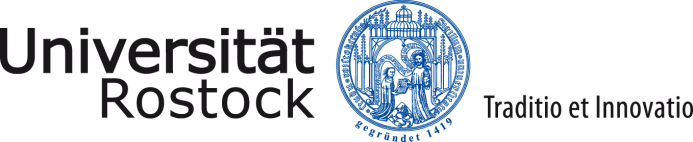 Universität
Rostock
gegründet 1419
Traditio et Innovatio